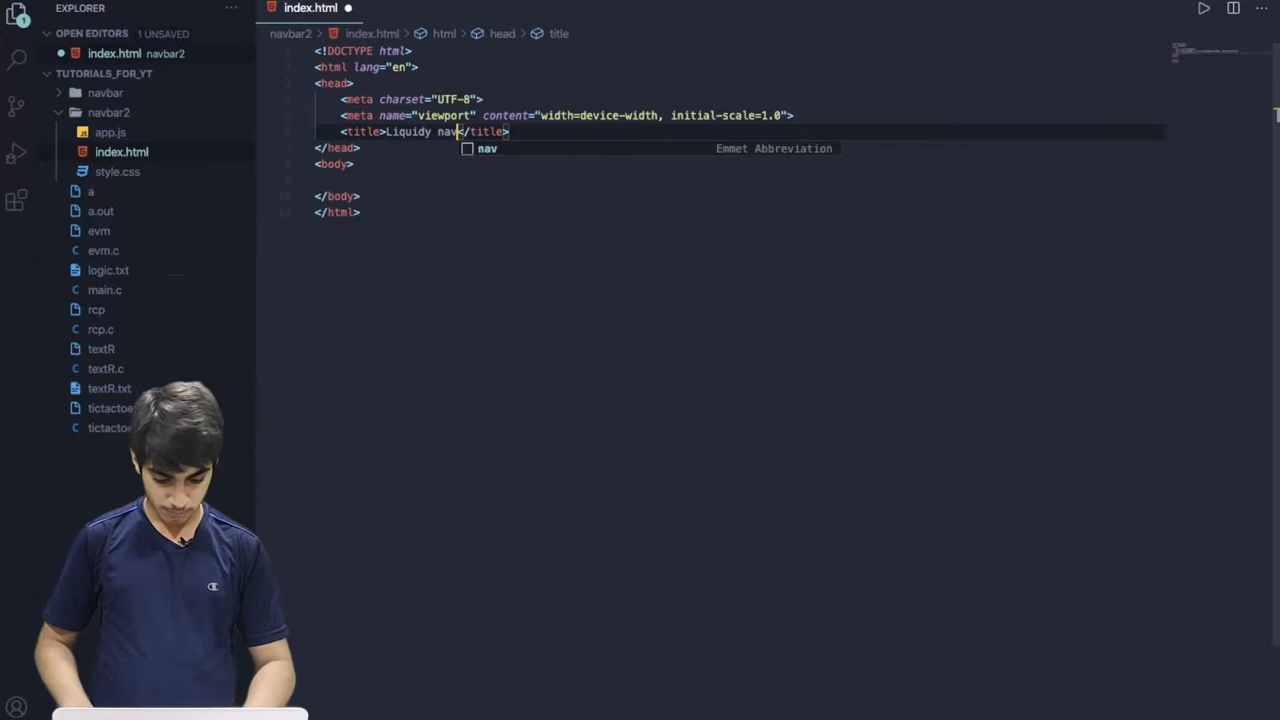 EXPLORER
···
index.html
OPEN EDITORS 1 UNSAVED
navbar2 > index.html > html > head > title
index.html navbar2
<!DOCTYPE html>
<html lang="en">
TUTORIALS_FOR_YT
<head>
navbar
<meta charset="UTF-8">
navbar2
<meta name="viewport" content="width=device-width, initial-scale=1.0">
app.js
<title>Liquidy nav</title>
nav Emmet Abbreviation
index.html
</head>
<body>
style.css
a
</body>
a.out
</html>
evm
C evm.c
logic.txt
C main.c
rcp
C rcp.c
textR
C textR.c
textR.txt
tictactoe
C tictacto
1
10